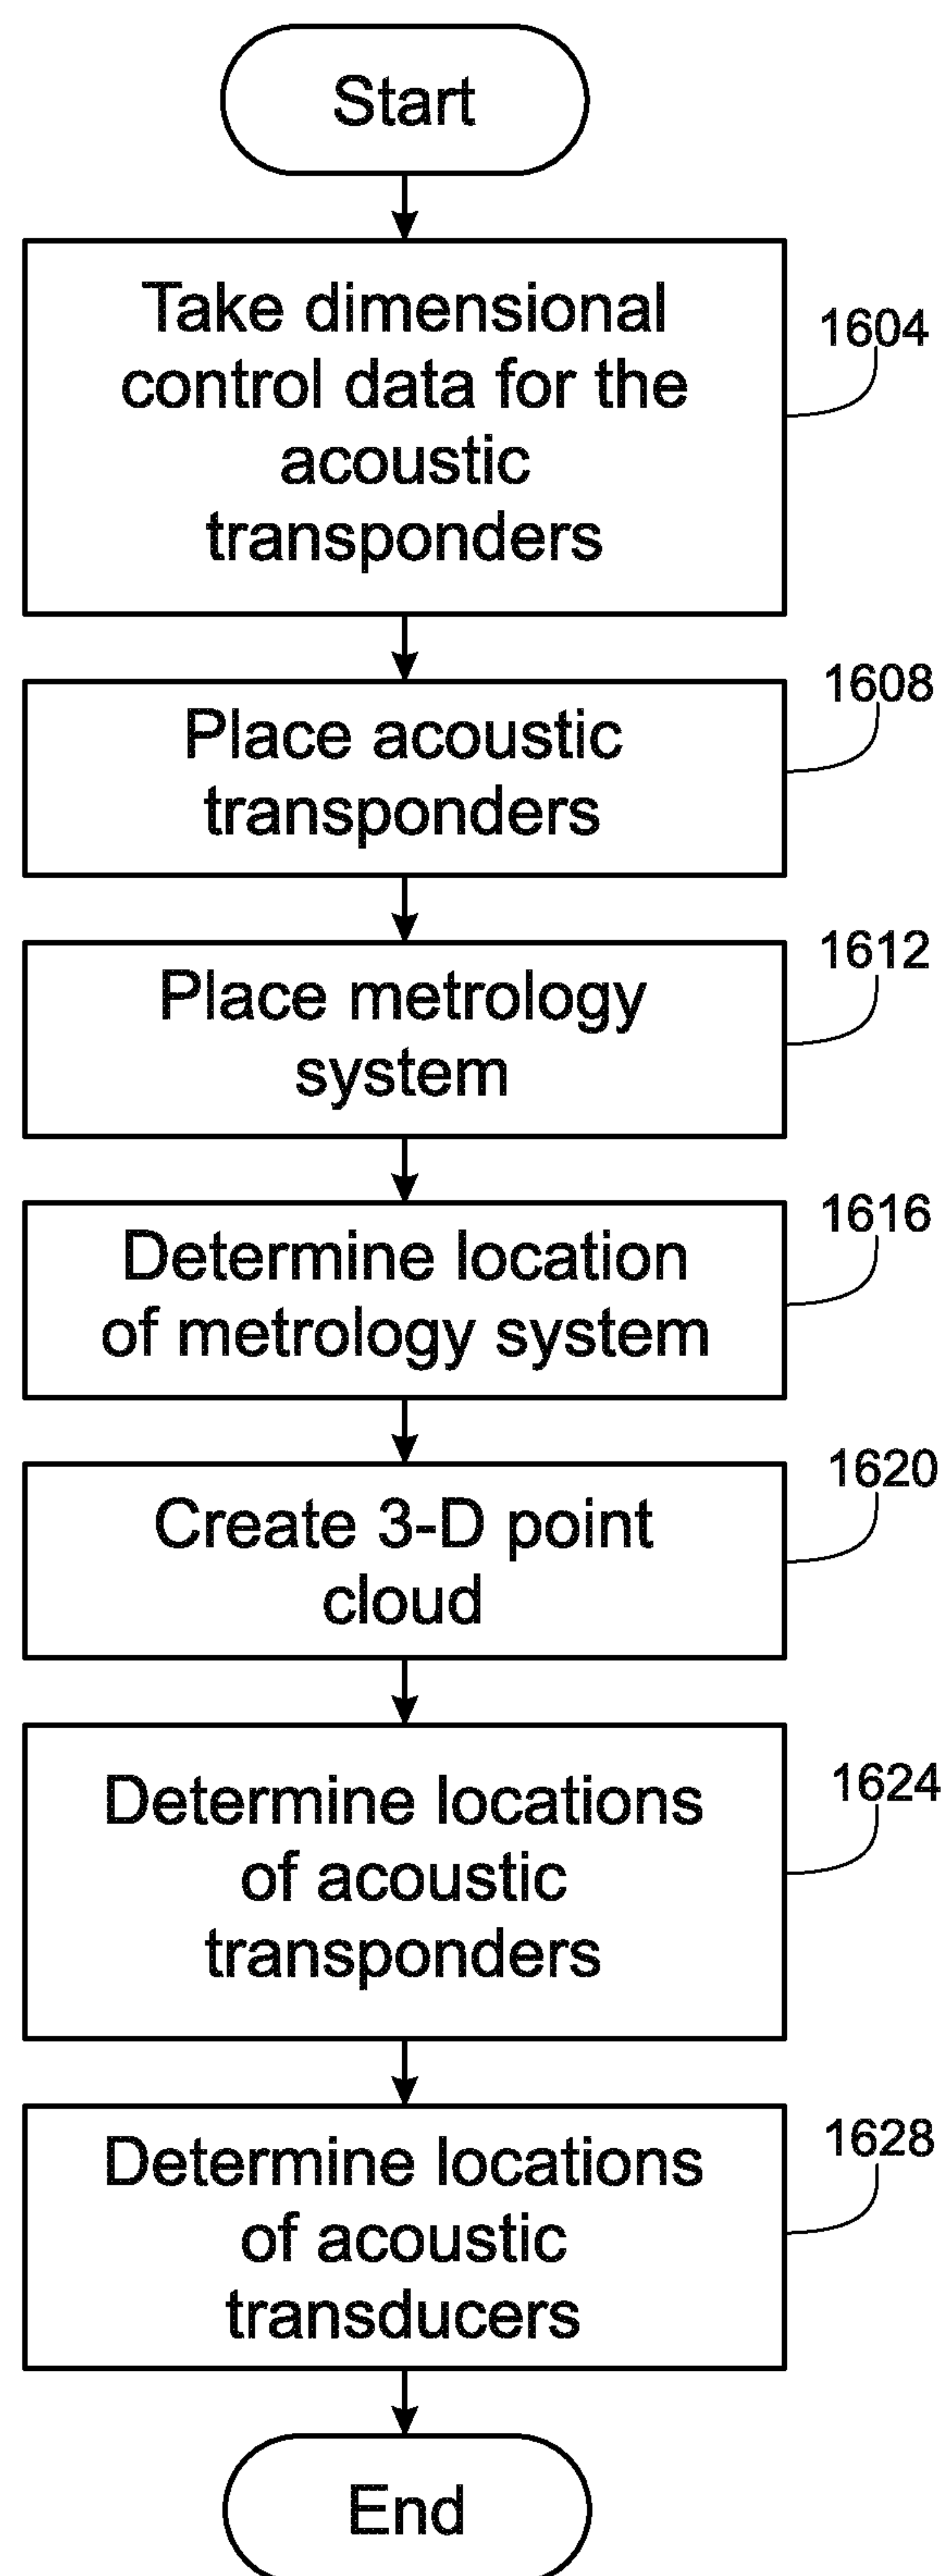 Start
Take dimensional
control data for the
acoustic
transponders
1604
Place acoustic
transponders
1608
Place metrology
system
1612
Determine location
of metrology system
1616
Create 3-D point
cloud
1620
Determine locations
of acoustic
transponders
1624
Determine locations
of acoustic
transducers
1628
End